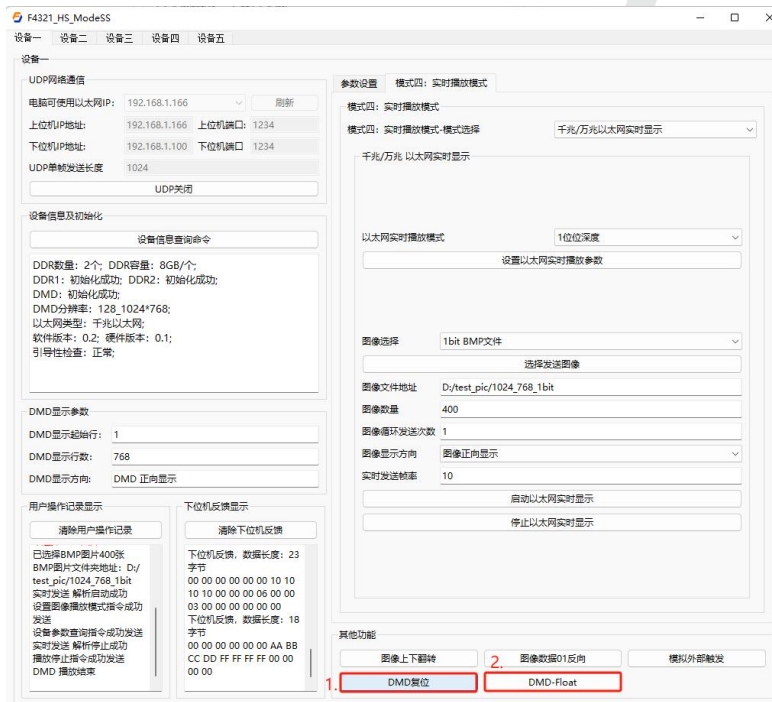 F4321_HS_ModeSS
设备一 设备二 设备三 设备四 设备五
设备一
UDP网络通信
电脑可使用以太网IP: 192.168.1.166 刷新
上位机IP地址: 192.168.1.166 上位机端口: 1234
下位机IP地址: 192.168.1.100 下位机端口 1234
UDP单帧发送长度 1024
UDP关闭
设备信息及初始化
设备信息查询命令
DDR数量：2个; DDR容量：8GB/个;
DDR1：初始化成功; DDR2：初始化成功;
DMD：初始化成功;
DMD分辨率：128_1024*768;
以太网类型：千兆以太网;
软件版本：0.2; 硬件版本：0.1;
引导性检查：正常;
DMD显示参数
DMD显示起始行: 1
DMD显示行数: 768
DMD显示方向: DMD 正向显示
用户操作记录显示
清除用户操作记录
已选择BMP图片400张
BMP图片文件夹地址：D:/
test_pic/1024_768_1bit
实时发送 解析启动成功
设置图像播放模式指令成功
发送
设备参数查询指令成功发送
实时发送 解析停止成功
播放停止指令成功发送
DMD 播放结束
下位机反馈显示
清除下位机反馈
下位机反馈，数据长度：23
字节
00 00 00 00 00 00 10 10
10 10 00 00 00 06 00 00
03 00 00 00 00 00 00
下位机反馈，数据长度：18
字节
00 00 00 00 00 00 AA BB
CC DD FF FF FF FF 00 00
00 00
参数设置 模式四：实时播放模式
模式四：实时播放模式
模式四：实时播放模式-模式选择 千兆/万兆以太网实时显示
千兆/万兆 以太网实时显示
以太网实时播放模式 1位位深度
设置以太网实时播放参数
图像选择 1bit BMP文件
选择发送图像
图像文件地址 D:/test_pic/1024_768_1bit
图像数量 400
图像循环发送次数 1
图像显示方向 图像正向显示
实时发送帧率 10
启动以太网实时显示
停止以太网实时显示
其他功能
图像上下翻转 2. 图像数据01反向 模拟外部触发
1. DMD复位 DMD-Float